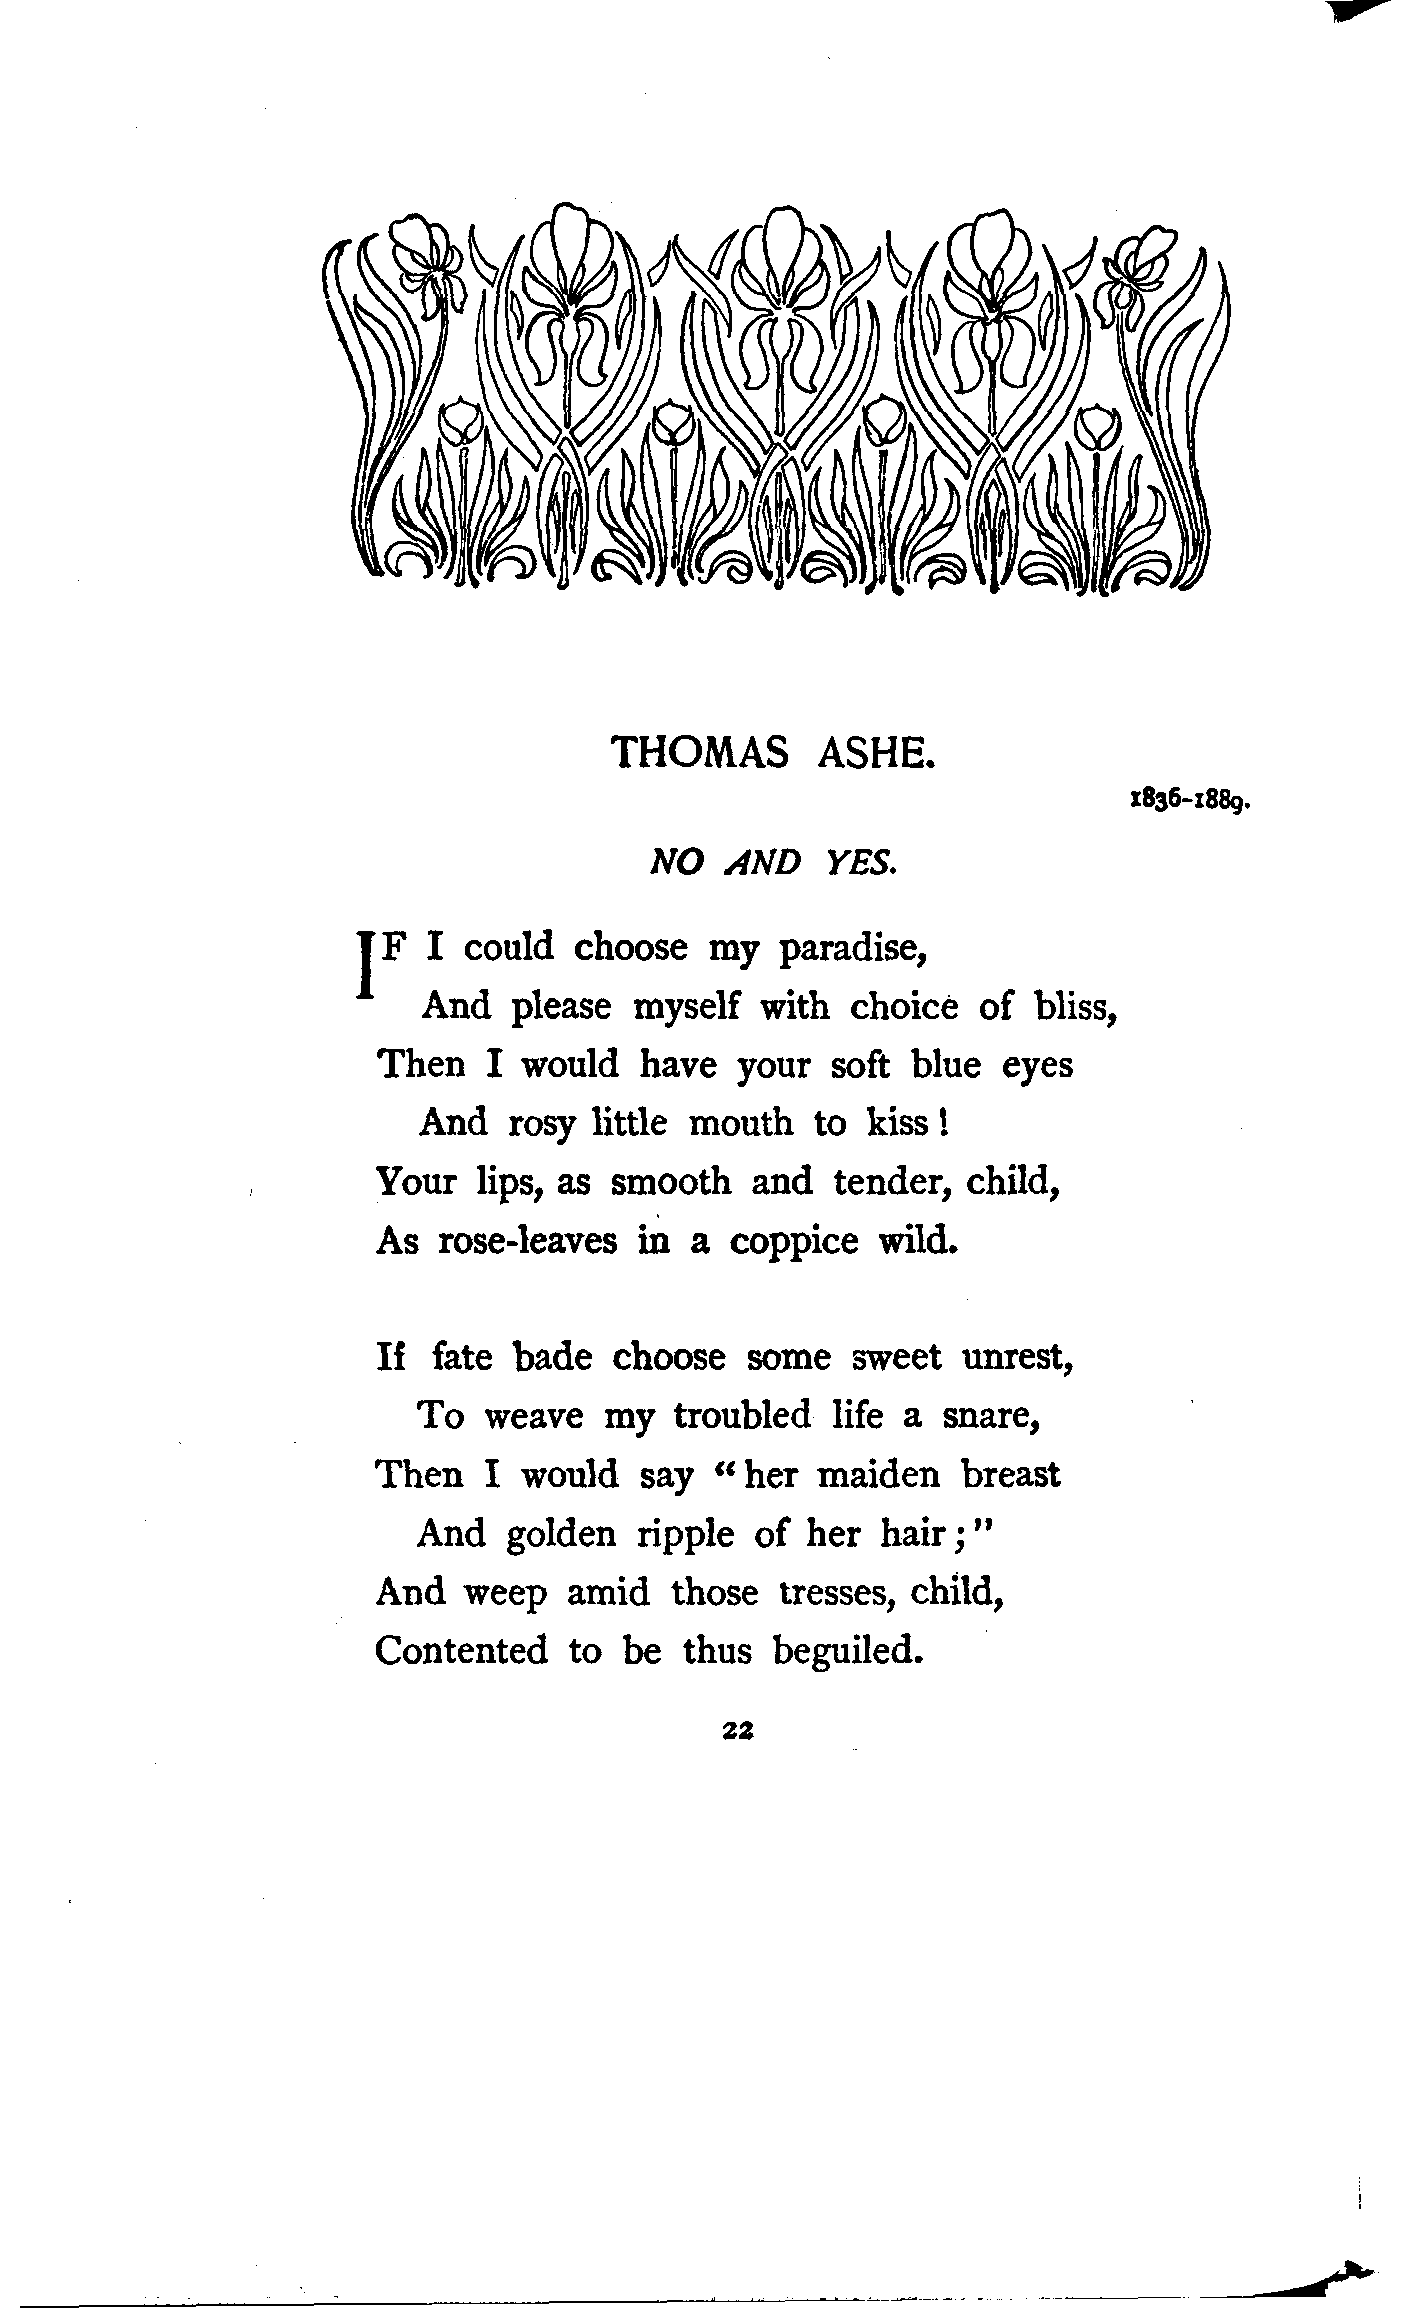 THOMAS ASHE.
1836-1889.
NO AND YES.
IF I could choose my paradise,
And please myself with choice of bliss,
Then I would have your soft blue eyes
And rosy little mouth to kiss!
Your lips, as smooth and tender, child,
As rose-leaves in a coppice wild.
If fate bade choose some sweet unrest,
To weave my troubled life a snare,
Then I would say "her maiden breast
And golden ripple of her hair;"
And weep amid those tresses, child,
Contented to be thus beguiled.
22